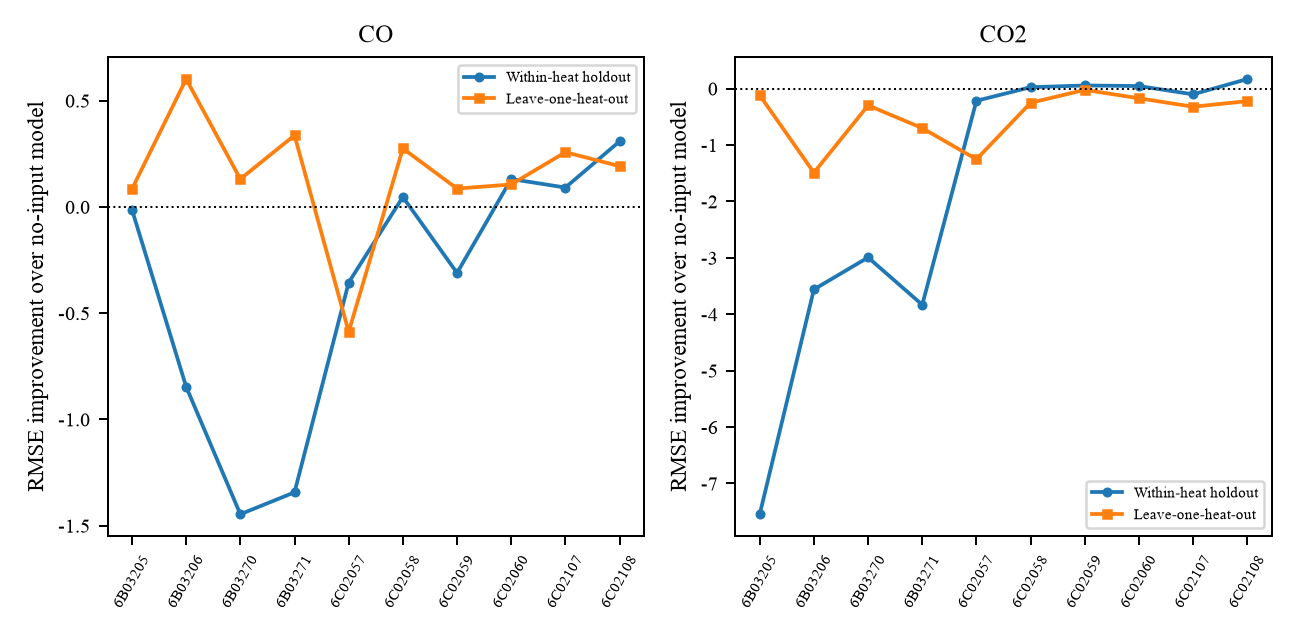 CO
RMSE improvement over no-input model
0.5
0.0
-0.5
-1.0
-1.5
Within-heat holdout
Leave-one-heat-out
6B03205
6B03206
6B03270
6B03271
6C02057
6C02058
6C02059
6C02060
6C02107
6C02108
CO2
RMSE improvement over no-input model
0
-1
-2
-3
-4
-5
-6
-7
Within-heat holdout
Leave-one-heat-out
6B03205
6B03206
6B03270
6B03271
6C02057
6C02058
6C02059
6C02060
6C02107
6C02108